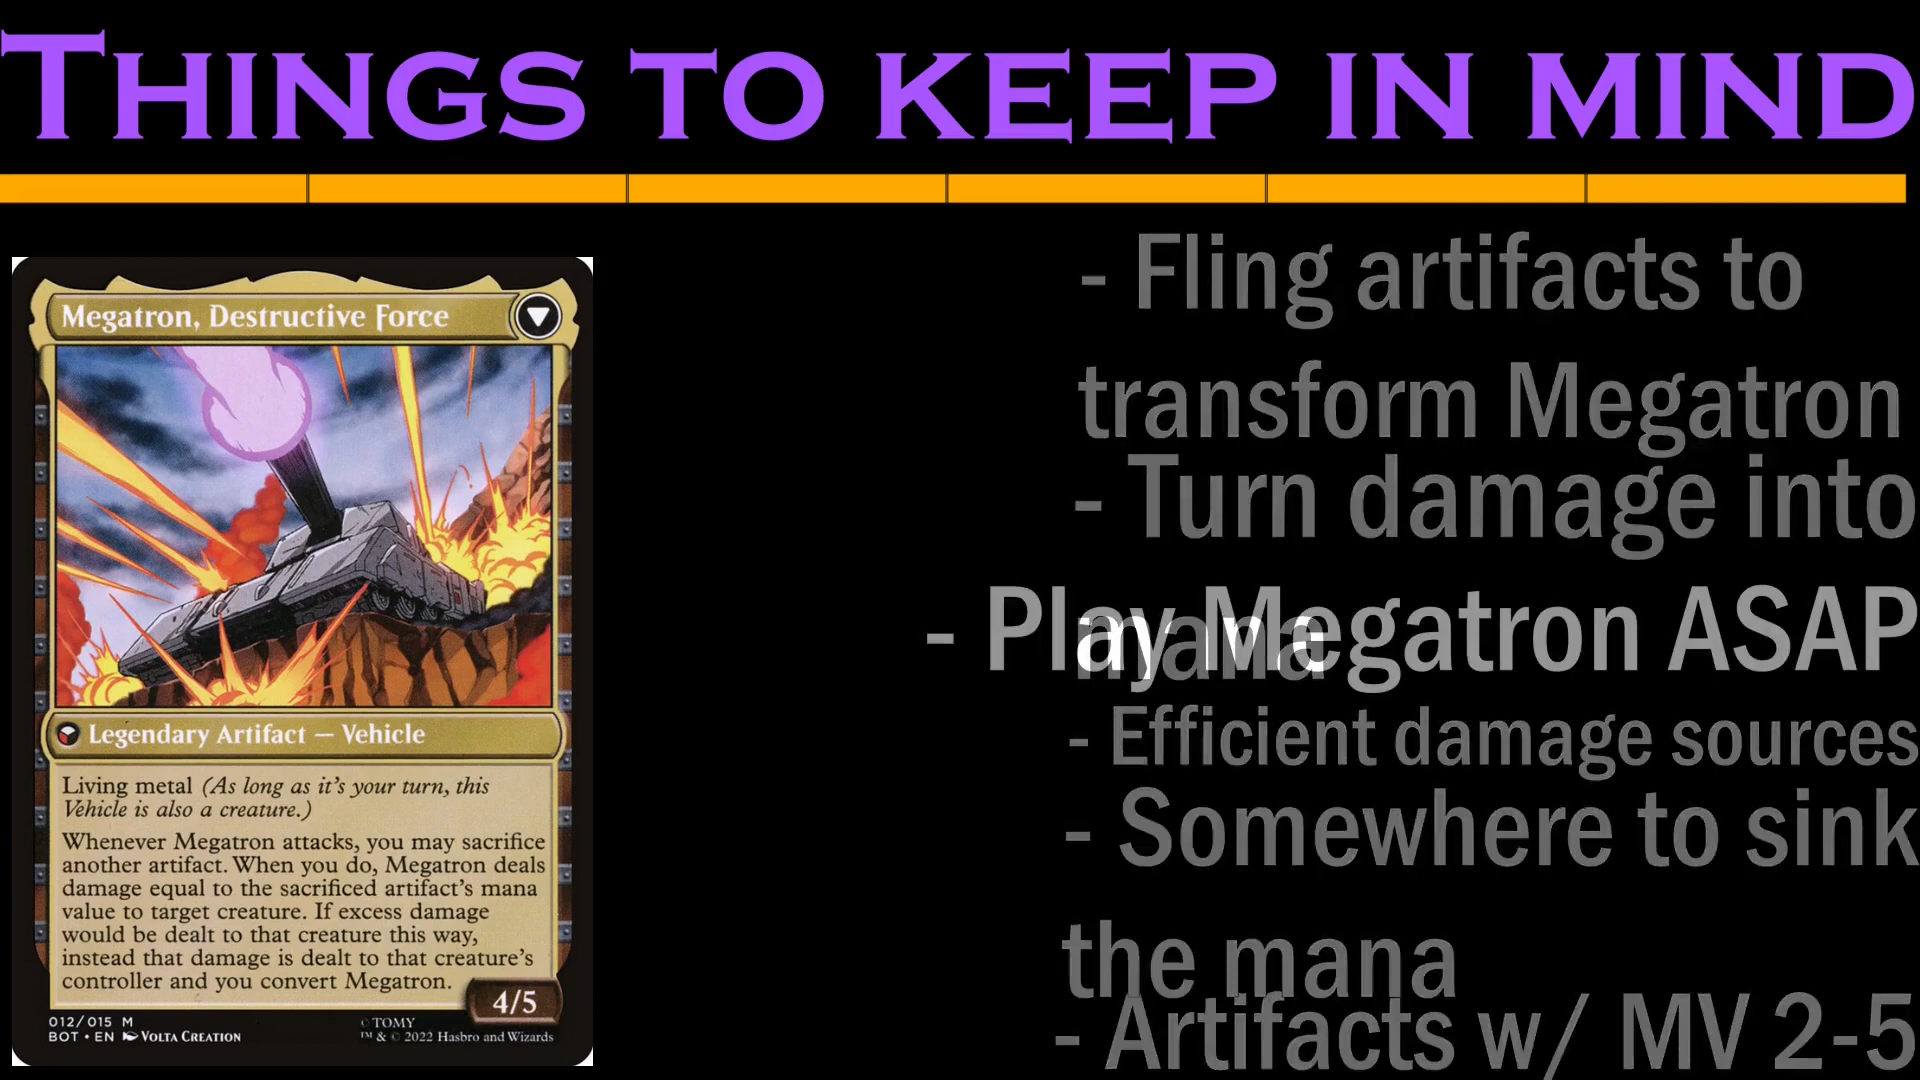 THINGS TO KEEP IN MIND
Megatron, Destructive Force
Legendary Artifact — Vehicle
Living metal (As long as it's your turn, this
Vehicle is also a creature.)
Whenever Megatron attacks, you may sacrifice
another artifact. When you do, Megatron deals
damage equal to the sacrificed artifact's mana
value to target creature. If excess damage
would be dealt to that creature this way,
instead that damage is dealt to that creature's
controller and you convert Megatron.
4/5
012/015 M
BOT • EN VOLTA CREATION
© TOMY
™ & © 2022 Hasbro and Wizards
- Fling artifacts to
transform Megatron
- Turn damage into
mana
- Play Megatron ASAP
- Efficient damage sources
- Somewhere to sink
the mana
- Artifacts w/ MV 2-5